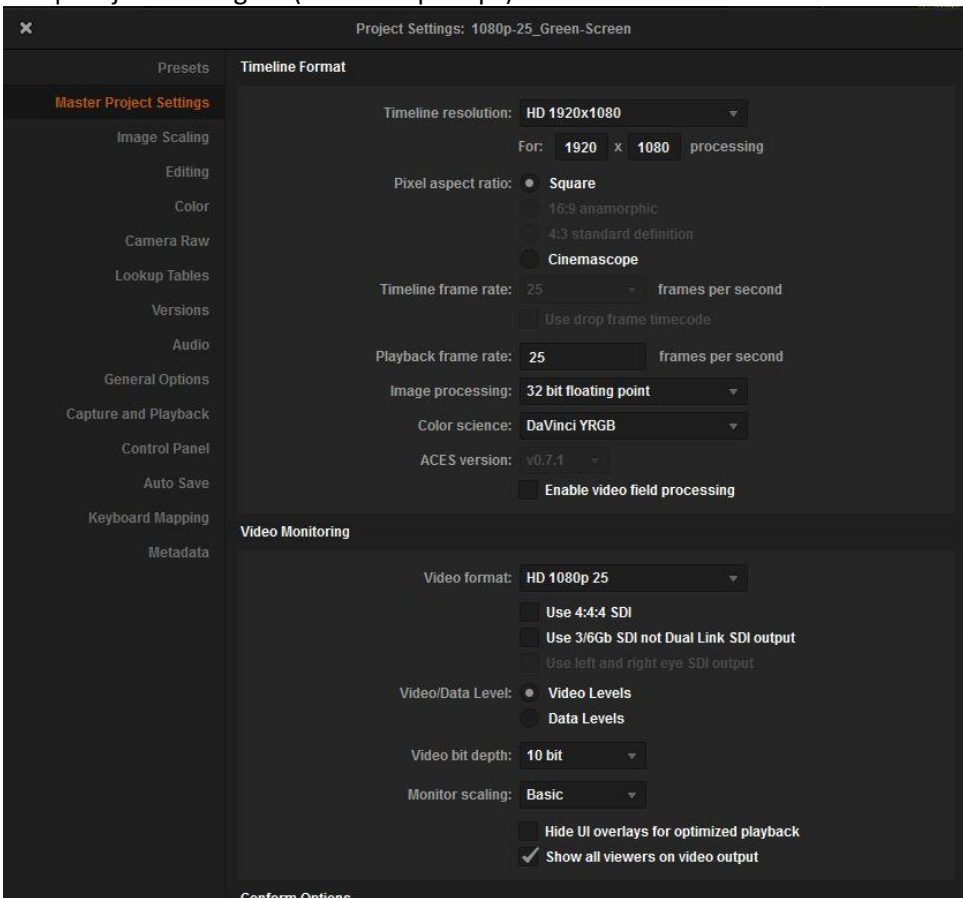 Project Settings: 1080p-25_Green-Screen
Presets
Master Project Settings
Image Scaling
Editing
Color
Camera Raw
Lookup Tables
Versions
Audio
General Options
Capture and Playback
Control Panel
Auto Save
Keyboard Mapping
Metadata
Timeline Format
Timeline resolution: HD 1920x1080
For: 1920 x 1080 processing
Pixel aspect ratio: Square
16:9 anamorphic
4:3 standard definition
Cinemascope
Timeline frame rate: 25 frames per second
Use drop frame timecode
Playback frame rate: 25 frames per second
Image processing: 32 bit floating point
Color science: DaVinci YRGB
ACES version: v0.7.1
Enable video field processing
Video Monitoring
Video format: HD 1080p 25
Use 4:4:4 SDI
Use 3/6Gb SDI not Dual Link SDI output
Use left and right eye SDI output
Video/Data Level: Video Levels
Data Levels
Video bit depth: 10 bit
Monitor scaling: Basic
Hide UI overlays for optimized playback
Show all viewers on video output
Conform Options